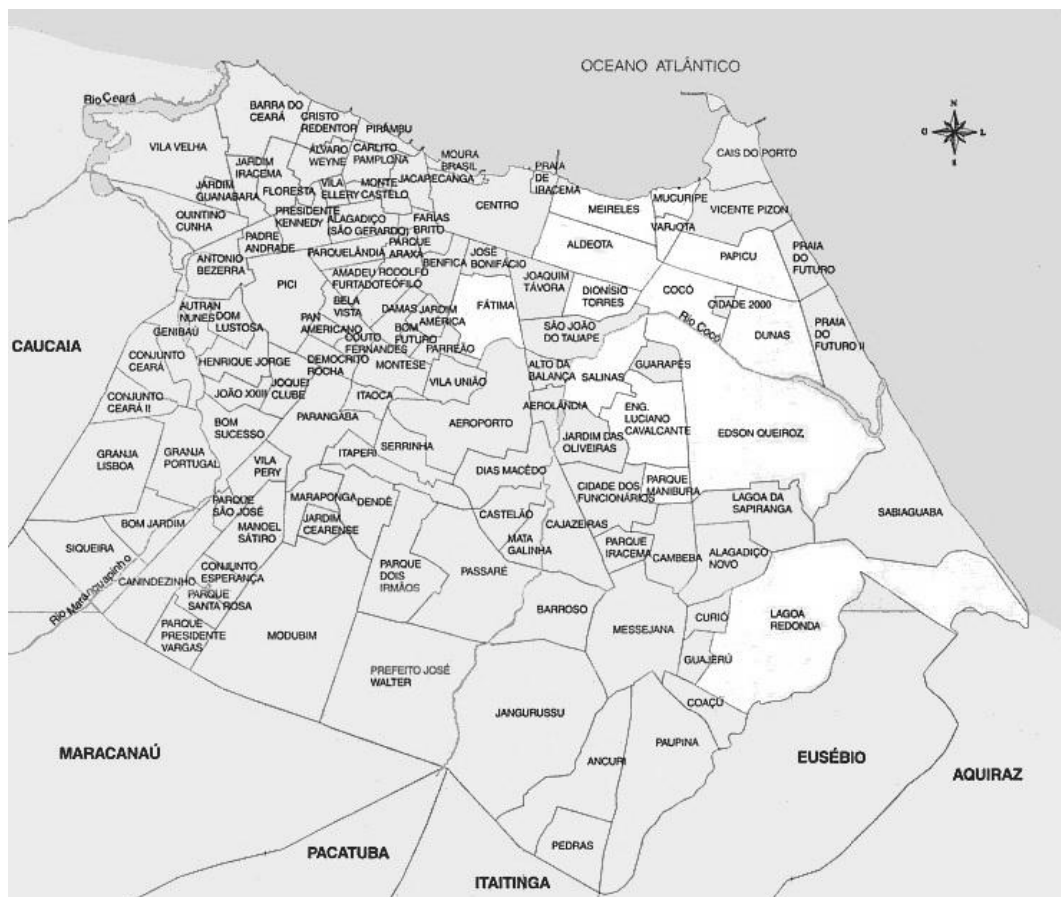 OCEANO ATLÂNTICO
Rio Ceará
N
O
L
S
BARRA DO
CEARÁ
CRISTO
REDENTOR
PIRAMBU
VILA VELHA
ÁLVARO
WEYNE
CARLITO
PAMPLONA
MOURA
BRASIL
PRAIA
DE
IRACEMA
CAIS DO PORTO
JARDIM
IRACEMA
JARDIM
GUANABARA
FLORESTA
VILA
ELLERY
MONTE
CASTELO
JACARECANGA
CENTRO
MEIRELES
MUCURIPE
VARJOTA
VICENTE PIZON
QUINTINO
CUNHA
PRESIDENTE
KENNEDY
ALAGADIÇO
(SÃO GERARDO)
FARIAS
BRITO
PADRE
ANDRADE
PARQUELÂNDIA
PARQUE
ARAXÁ
BENFICA
JOSÉ
BONIFÁCIO
ALDEOTA
PAPICU
PRAIA
DO
FUTURO
ANTONIO
BEZERRA
PICI
AMADEU
FURTADO
RODOLFO
TEÓFILO
JOAQUIM
TÁVORA
DIONÍSIO
TORRES
COCÓ
CIDADE 2000
AUTRAN
NUNES
DOM
LUSTOSA
PAN
AMERICANO
BELA
VISTA
DAMAS
JARDIM
AMÉRICA
FÁTIMA
Rio Cocó
DUNAS
PRAIA
DO
FUTURO II
GENIBAÚ
COUTO
FERNANDES
BOM
FUTURO
PARREÃO
SÃO JOÃO
DO TAUAPE
CAUCAIA
CONJUNTO
CEARÁ
HENRIQUE JORGE
DEMOCRITO
ROCHA
MONTESE
VILA UNIÃO
ALTO DA
BALANÇA
SALINAS
GUARAPÉS
CONJUNTO
CEARÁ II
JOÃO XXIII
JOQUEI
CLUBE
ITAOCA
AEROLÂNDIA
ENG.
LUCIANO
CAVALCANTE
PARANGABA
AEROPORTO
EDSON QUEIROZ
BOM
SUCESSO
ITAPERI
SERRINHA
JARDIM DAS
OLIVEIRAS
GRANJA
LISBOA
GRANJA
PORTUGAL
VILA
PERY
DIAS MACÊDO
CIDADE DOS
FUNCIONÁRIOS
PARQUE
MANIBURA
PARQUE
SÃO JOSÉ
MARAPONGA
DENDÊ
LAGOA DA
SAPIRANGA
SABIAGUABA
BOM JARDIM
MANOEL
SÁTIRO
JARDIM
CEARENSE
CASTELÃO
CAJAZEIRAS
MATA
GALINHA
SIQUEIRA
PARQUE
IRACEMA
CAMBEBA
ALAGADIÇO
NOVO
Rio Maranguapinho
CANINDEZINHO
CONJUNTO
ESPERANÇA
PARQUE
DOIS
IRMÃOS
PASSARÉ
PARQUE
SANTA ROSA
BARROSO
CURIÓ
LAGOA
REDONDA
PARQUE
PRESIDENTE
VARGAS
MODUBIM
MESSEJANA
GUAJERÚ
PREFEITO JOSÉ
WALTER
COAÇÚ
JANGURUSSU
PAUPINA
MARACANAÚ
ANCURI
EUSÉBIO
AQUIRAZ
PEDRAS
PACATUBA
ITAITINGA